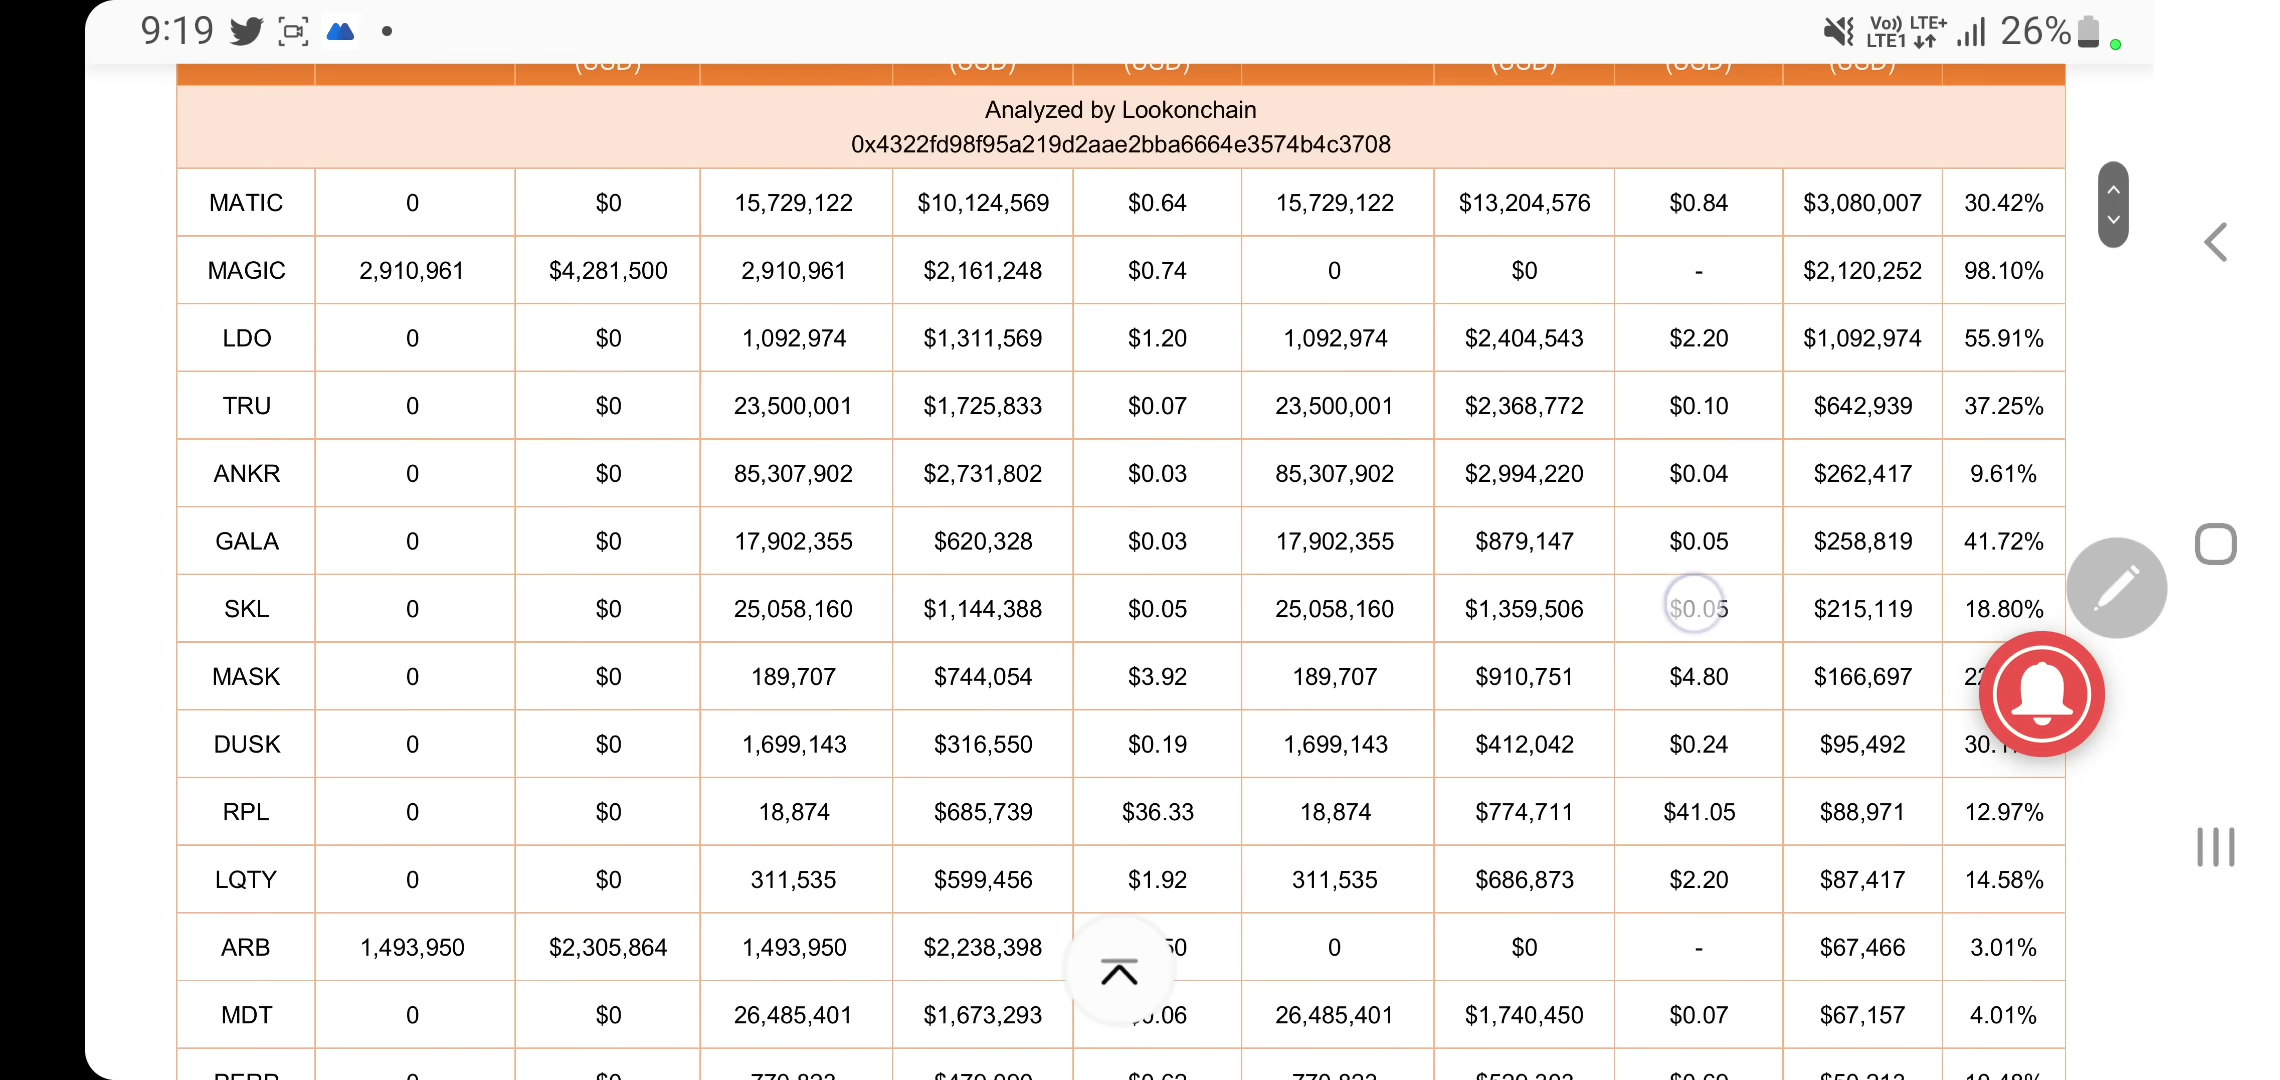 9:19 Vo)) LTE+ LTE1 26%
(USD) (USD) (USD) (USD) (USD) (USD)
Analyzed by Lookonchain
0x4322fd98f95a219d2aae2bba6664e3574b4c3708
MATIC 0 $0 15,729,122 $10,124,569 $0.64 15,729,122 $13,204,576 $0.84 $3,080,007 30.42%
MAGIC 2,910,961 $4,281,500 2,910,961 $2,161,248 $0.74 0 $0 - $2,120,252 98.10%
LDO 0 $0 1,092,974 $1,311,569 $1.20 1,092,974 $2,404,543 $2.20 $1,092,974 55.91%
TRU 0 $0 23,500,001 $1,725,833 $0.07 23,500,001 $2,368,772 $0.10 $642,939 37.25%
ANKR 0 $0 85,307,902 $2,731,802 $0.03 85,307,902 $2,994,220 $0.04 $262,417 9.61%
GALA 0 $0 17,902,355 $620,328 $0.03 17,902,355 $879,147 $0.05 $258,819 41.72%
SKL 0 $0 25,058,160 $1,144,388 $0.05 25,058,160 $1,359,506 $0.05 $215,119 18.80%
MASK 0 $0 189,707 $744,054 $3.92 189,707 $910,751 $4.80 $166,697
DUSK 0 $0 1,699,143 $316,550 $0.19 1,699,143 $412,042 $0.24 $95,492
RPL 0 $0 18,874 $685,739 $36.33 18,874 $774,711 $41.05 $88,971 12.97%
LQTY 0 $0 311,535 $599,456 $1.92 311,535 $686,873 $2.20 $87,417 14.58%
ARB 1,493,950 $2,305,864 1,493,950 $2,238,398 0 $0 - $67,466 3.01%
MDT 0 $0 26,485,401 $1,673,293 26,485,401 $1,740,450 $0.07 $67,157 4.01%